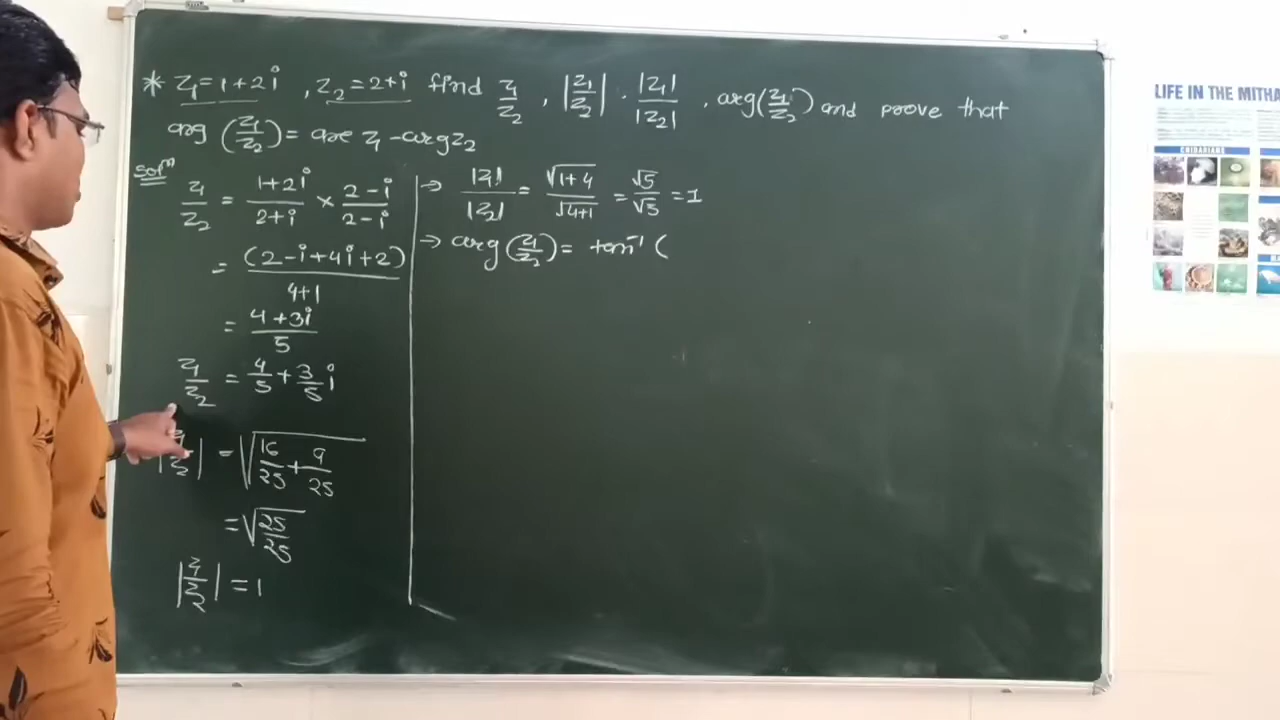 * Z₁=1+2i , Z₂=2+i find Z₁/Z₂ , |Z₁/Z₂| . |Z₁|/|Z₂| , arg(Z₁/Z₂) and prove that
arg (Z₁/Z₂) = are Z₁ - arg Z₂
Solⁿ
Z₁/Z₂ = (1+2i)/(2+i) × (2-i)/(2-i)
= (2-i+4i+2)/(4+1)
= (4+3i)/5
Z₁/Z₂ = 4/5 + 3/5 i
|Z₁/Z₂| = √(16/25 + 9/25)
= √(25/25)
|Z₁/Z₂| = 1
→ |Z₁|/|Z₂| = √(1+4)/√(4+1) = √5/√5 = 1
→ arg (Z₁/Z₂) = tan⁻¹ (
LIFE IN THE MITHA
CNIDARIANS